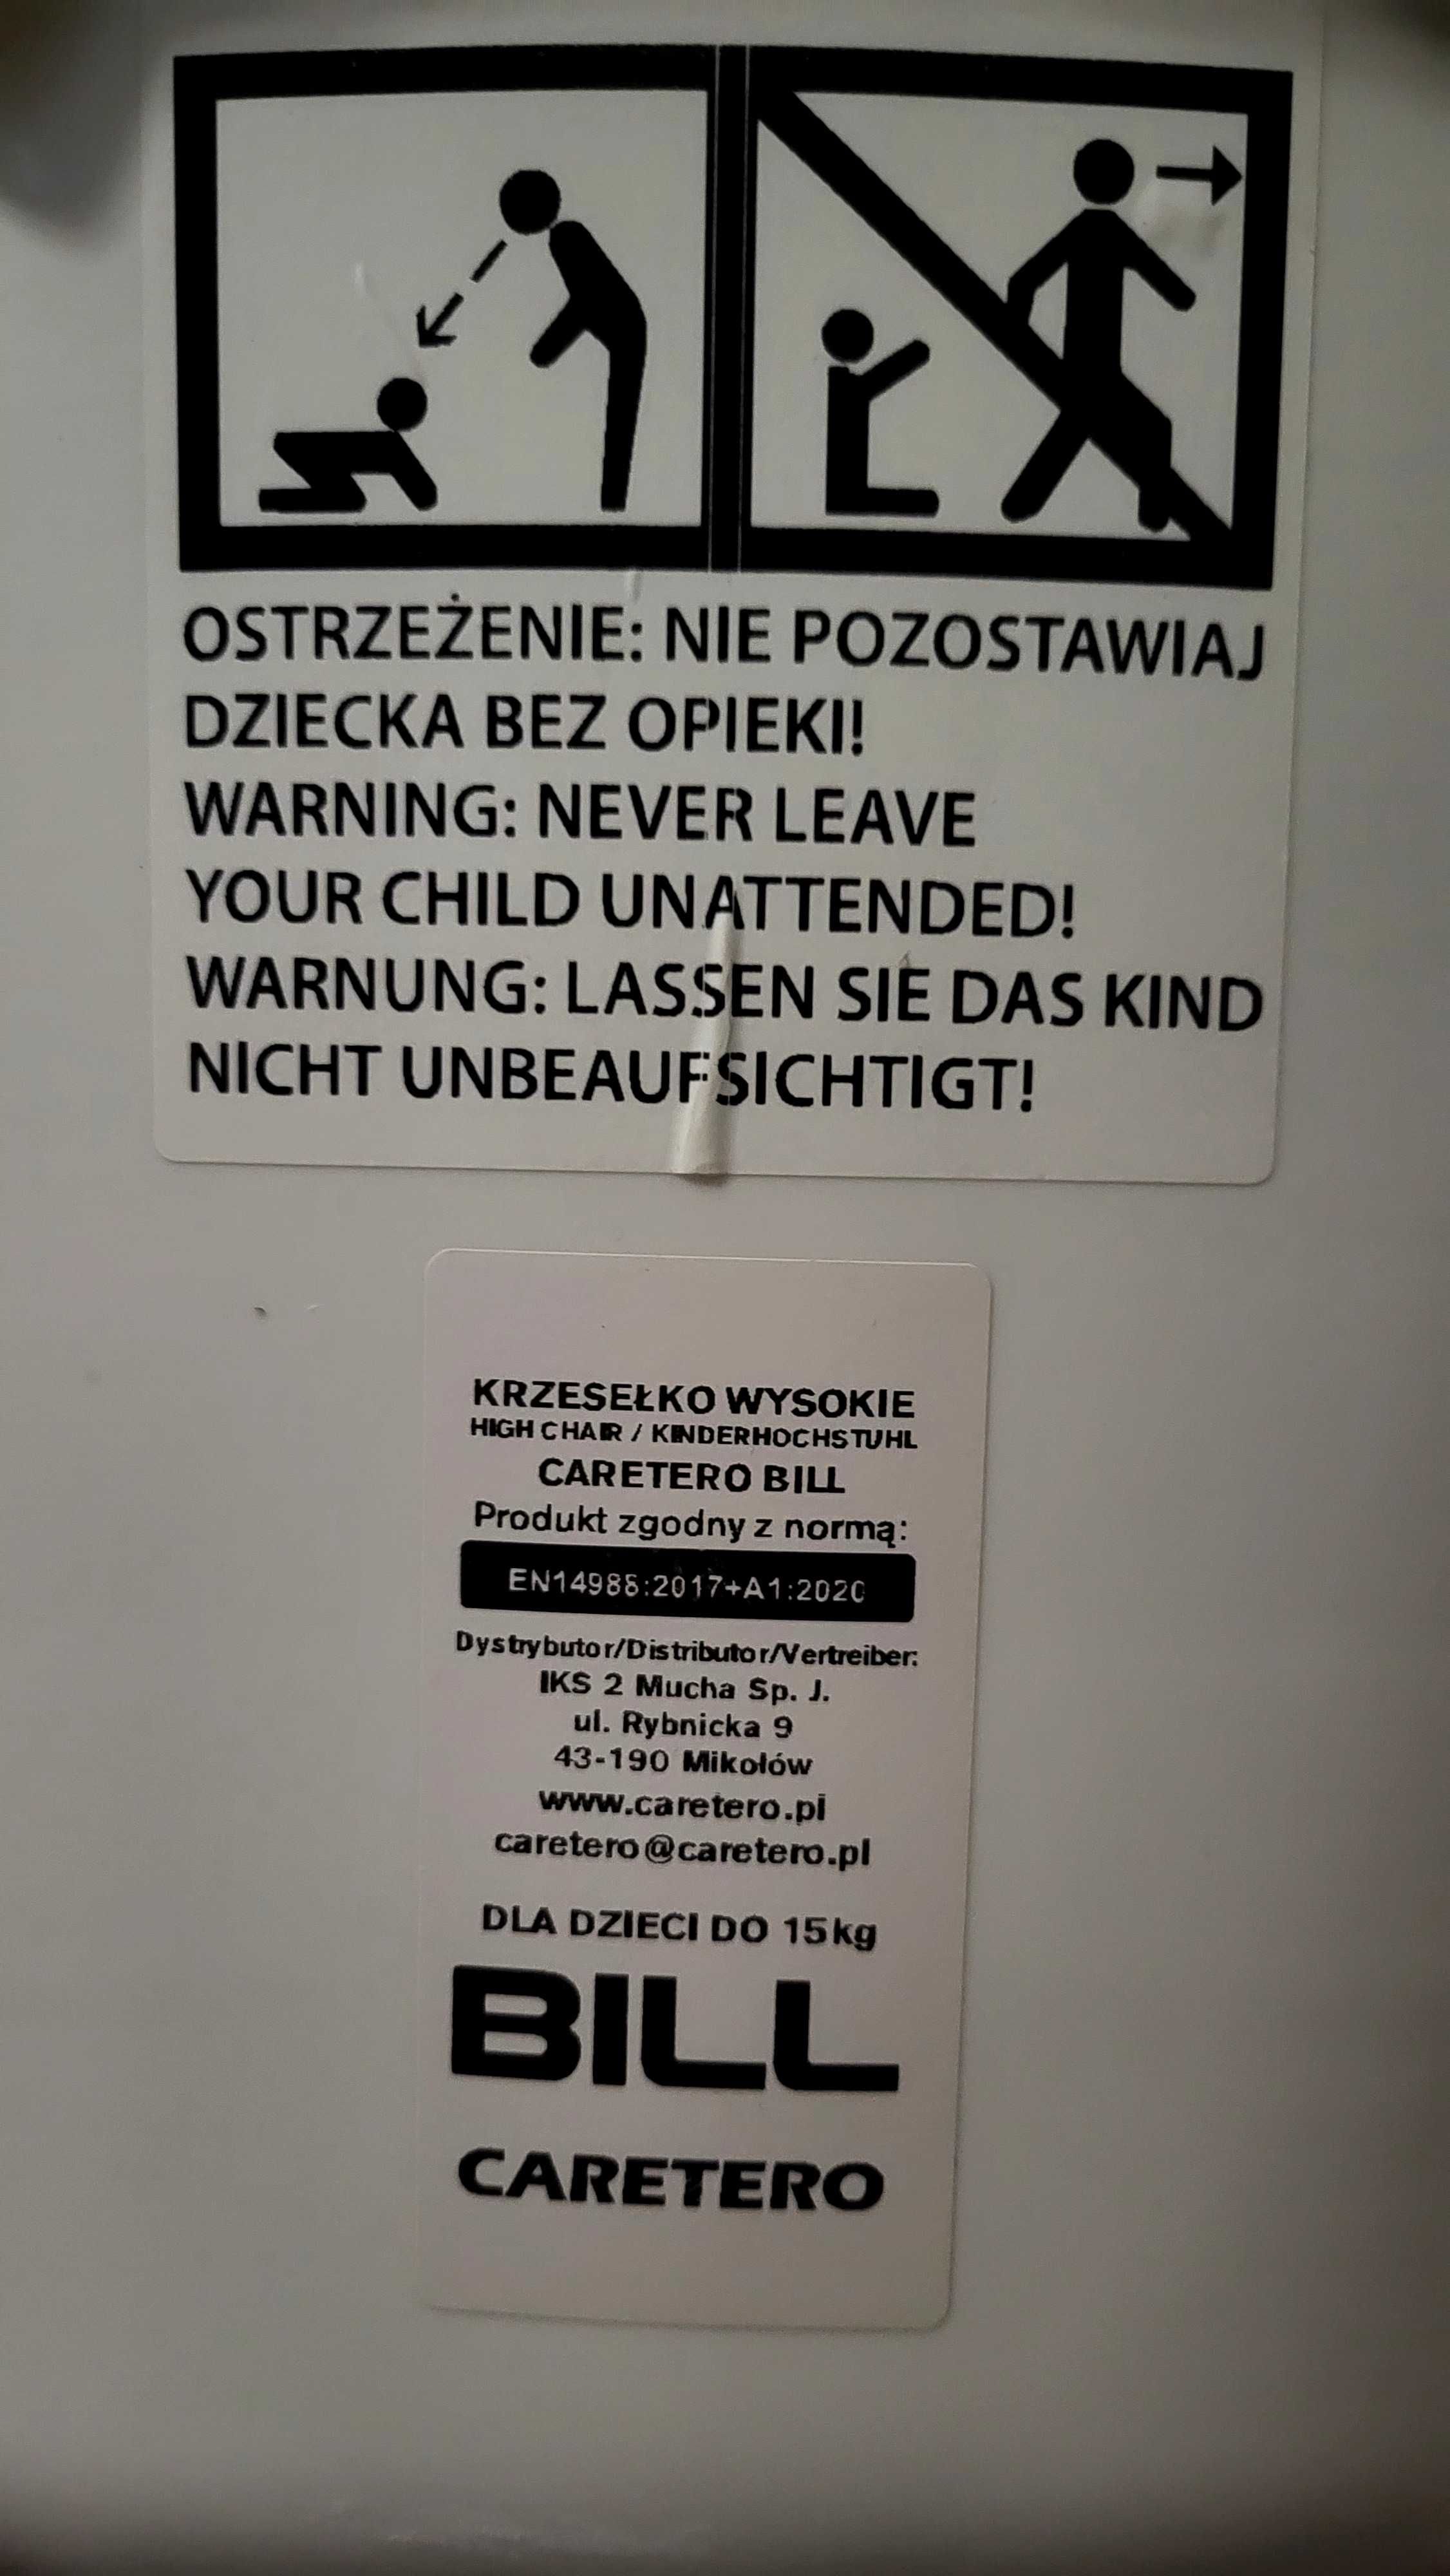 OSTRZEŻENIE: NIE POZOSTAWIAJ
DZIECKA BEZ OPIEKI!
WARNING: NEVER LEAVE
YOUR CHILD UNATTENDED!
WARNUNG: LASSEN SIE DAS KIND
NICHT UNBEAUFSICHTIGT!
KRZESEŁKO WYSOKIE
HIGH CHAIR / KINDERHOCHSTUHL
CARETERO BILL
Produkt zgodny z normą:
EN14988:2017+A1:2020
Dystrybutor/Distributor/Vertreiber:
IKS 2 Mucha Sp. J.
ul. Rybnicka 9
43-190 Mikołów
www.caretero.pl
caretero@caretero.pl
DLA DZIECI DO 15kg
BILL
CARETERO